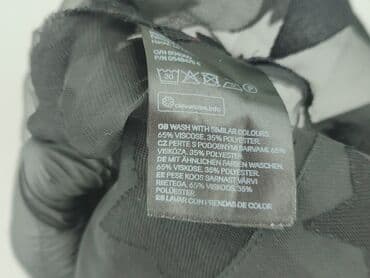 30
clevercare.info
GB WASH WITH SIMILAR COLOURS.
65% VISCOSE, 35% POLYESTER.
CZ PERTE S PODOBNÝMI BARVAMI. 65%
VISKÓZA, 35% POLYESTER.
DE MIT ÄHNLICHEN FARBEN WASCHEN.
65% VISKOSE, 35% POLYESTER.
EE PESE KOOS SARNAST VÄRVI
RIIETEGA. 65% VISKOOS, 35%
POLÜESTER.
ES LAVAR CON PRENDAS DE COLOR